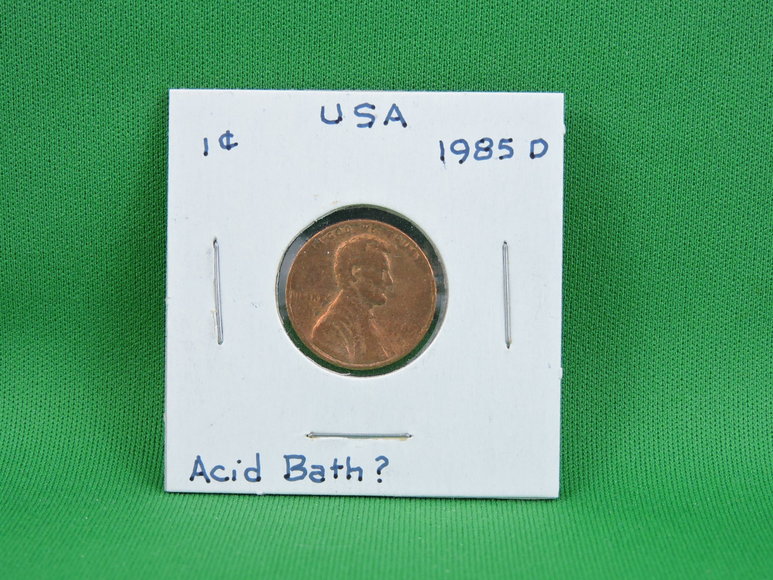 USA
1¢ 1985 D
Acid Bath?